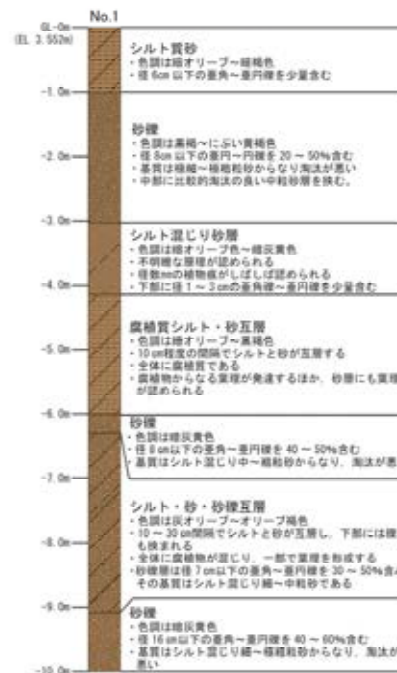 No.1
GL-0m
(EL 3.552m)
シルト質砂
・色調は暗オリーブ～暗褐色
・径 6cm 以下の亜角～亜円礫を少量含む
-1.0m
砂礫
・色調は黒褐～にぶい黄褐色
-2.0m
・径 8cm 以下の亜円～円礫を 20 ～ 50%含む
・基質は極細～極粗粒砂からなり淘汰が悪い
・中部に比較的淘汰の良い中粒砂層を挟む。
-3.0m
シルト混じり砂層
・色調は暗オリーブ色～暗灰黄色
・不明瞭な層理が認められる
・径数mmの植物痕がしばしば認められる
-4.0m
・下部に径 1 ～ 3 cmの亜角礫～亜円礫を少量含む
腐植質シルト・砂互層
・色調は暗オリーブ～黒褐色
-5.0m
・10 cm程度の間隔でシルトと砂が互層する
・全体に腐植質である
・腐植物からなる葉理が発達するほか、砂層にも葉理
が認められる
-6.0m
砂礫
・色調は暗灰黄色
・径 8 cm以下の亜角～亜円礫を 40 ～ 50%含む
・基質はシルト混じり中～粗粒砂からなり、淘汰が悪
-7.0m
シルト・砂・砂礫互層
・色調は灰オリーブ～オリーブ褐色
・10 ～ 30 cm間隔でシルトと砂が互層し、下部には礫
も挟まれる
-8.0m
・全体に腐植物が混じり、一部で葉理を形成する
・砂礫層は径 7 cm以下の亜角～亜円礫を 30 ～ 50%含み
その基質はシルト混じり細～中粒砂である
-9.0m
砂礫
・色調は暗灰黄色
・径 16 cm以下の亜角～亜円礫を 40 ～ 60%含む
・基質はシルト混じり細～極粗粒砂からなり、淘汰が
悪い
-10.0m